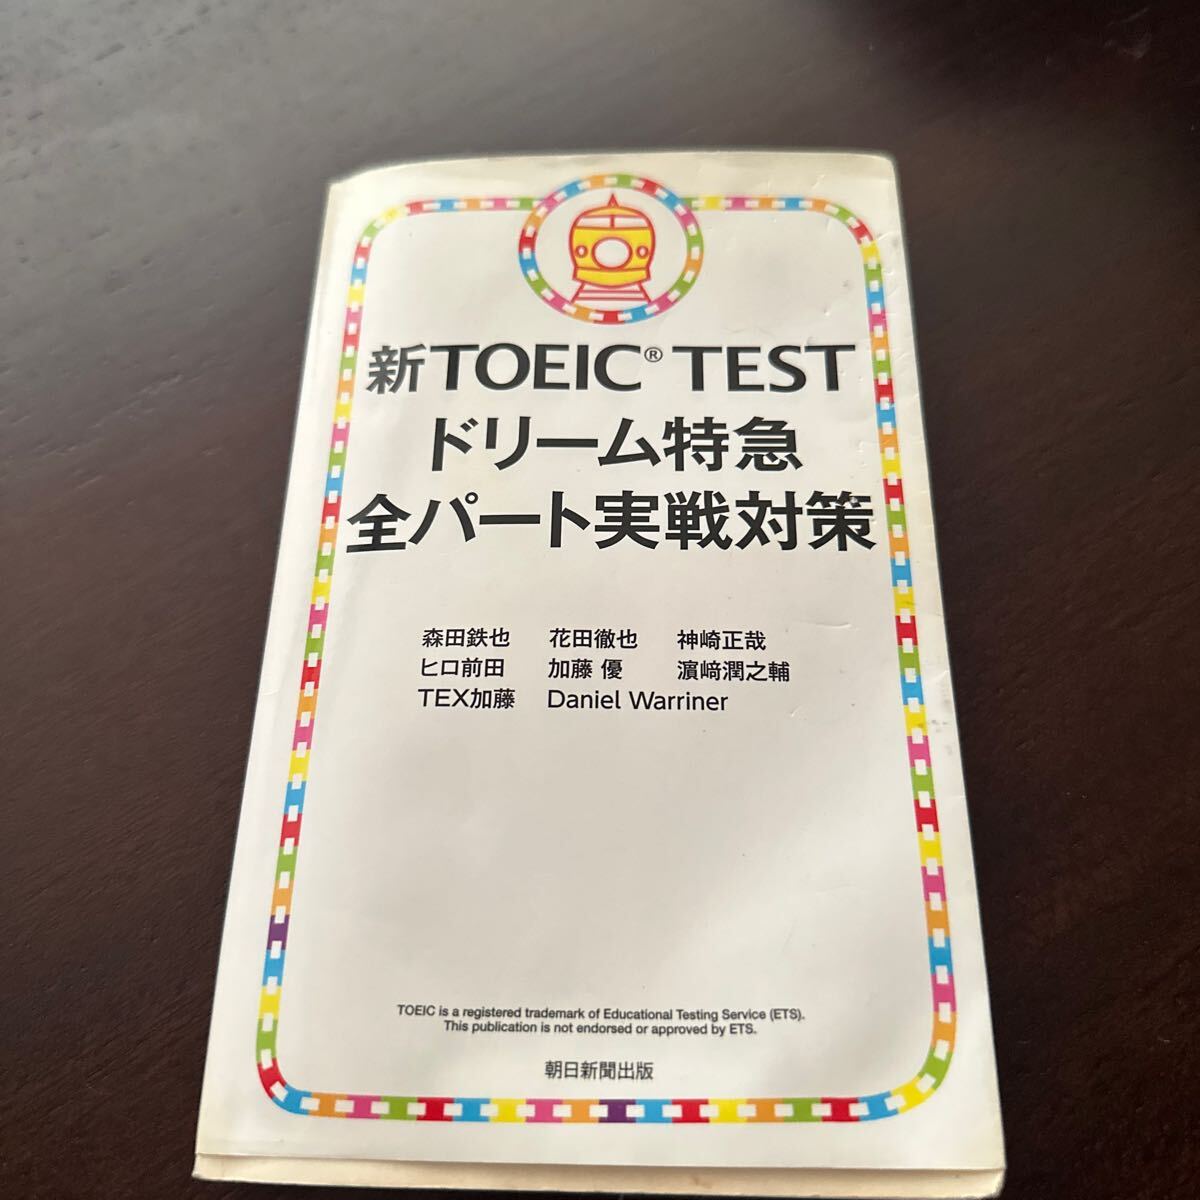 新TOEIC® TEST
ドリーム特急
全パート実戦対策
森田鉄也 花田徹也 神崎正哉
ヒロ前田 加藤 優 濵﨑潤之輔
TEX加藤 Daniel Warriner
TOEIC is a registered trademark of Educational Testing Service (ETS).
This publication is not endorsed or approved by ETS.
朝日新聞出版